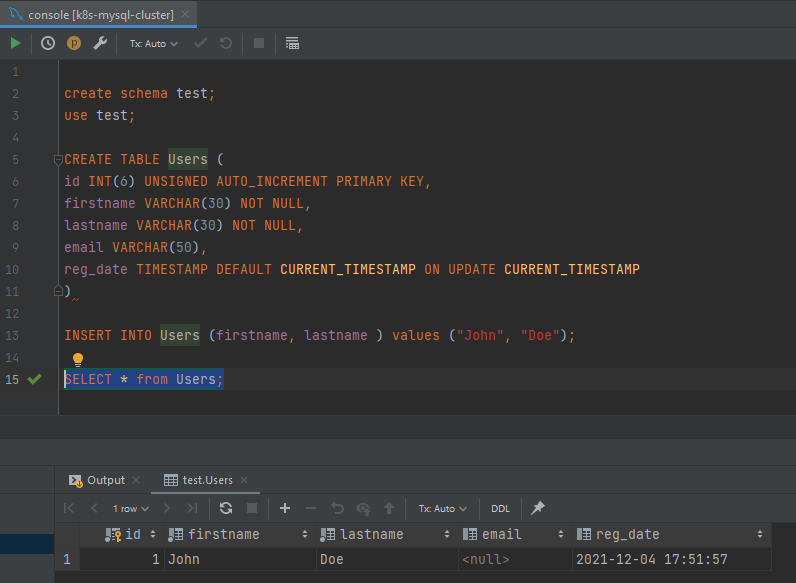 console [k8s-mysql-cluster]
p Tx: Auto
1
2 create schema test;
3 use test;
4
5 CREATE TABLE Users (
6 id INT(6) UNSIGNED AUTO_INCREMENT PRIMARY KEY,
7 firstname VARCHAR(30) NOT NULL,
8 lastname VARCHAR(30) NOT NULL,
9 email VARCHAR(50),
10 reg_date TIMESTAMP DEFAULT CURRENT_TIMESTAMP ON UPDATE CURRENT_TIMESTAMP
11 )
12
13 INSERT INTO Users (firstname, lastname ) values ("John", "Doe");
14
15 SELECT * from Users;
Output test.Users
1 row Tx: Auto DDL
id firstname lastname email reg_date
1 1 John Doe <null> 2021-12-04 17:51:57